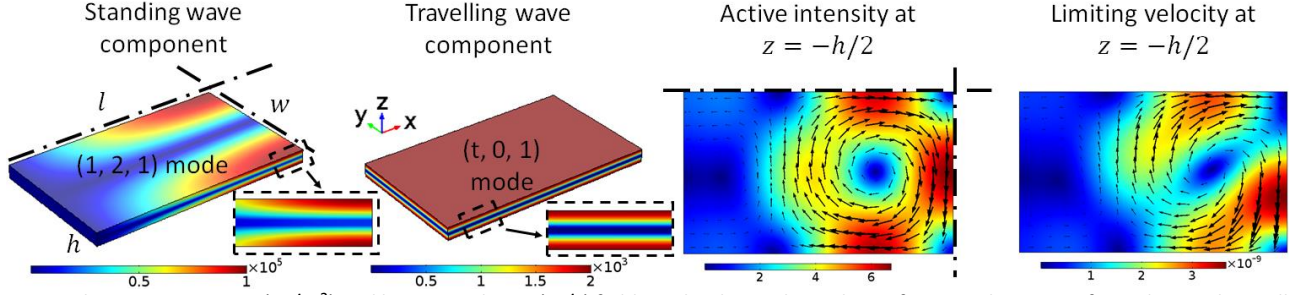 Standing wave
component
Travelling wave
component
Active intensity at
z = −h/2
Limiting velocity at
z = −h/2
l
w
(1, 2, 1) mode
h
z
y
x
(t, 0, 1)
mode
0.5
1
×10⁵
0.5
1
1.5
2
×10³
2
4
6
1
2
3
×10⁻⁹